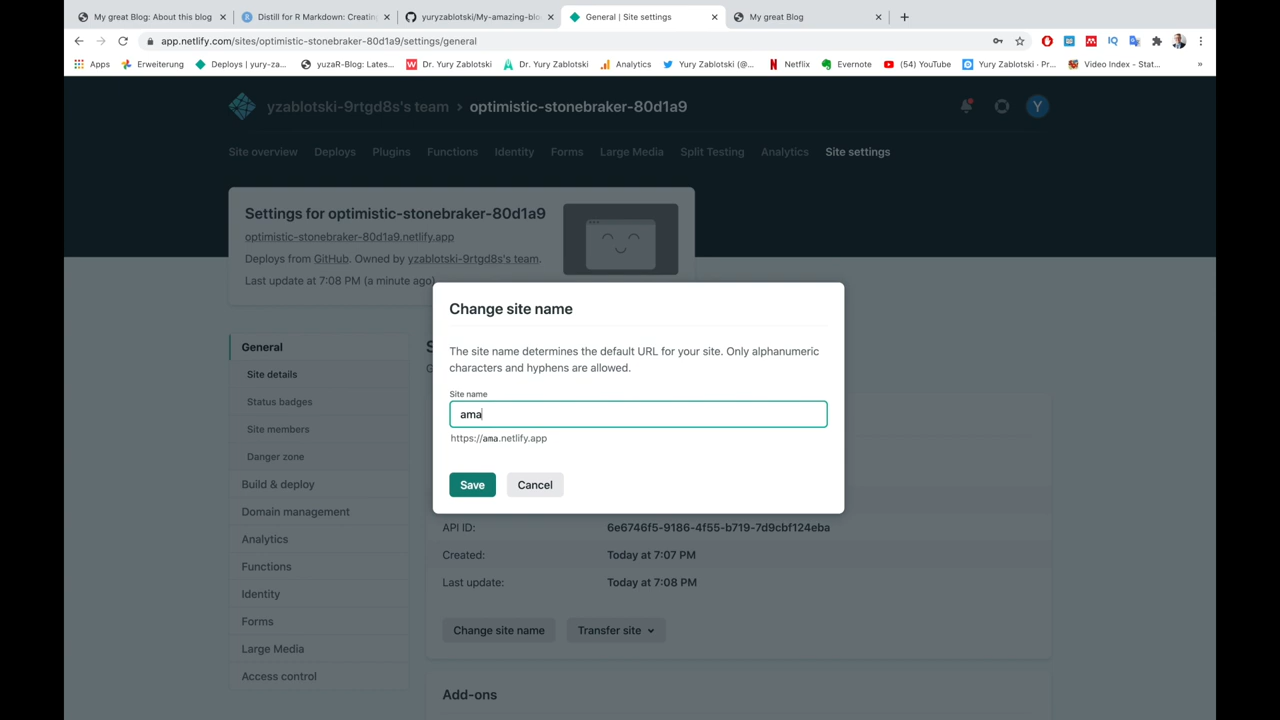 My great Blog: About this blog
Distill for R Markdown: Creating
yuryzablotski/My-amazing-blo
General | Site settings
My great Blog
app.netlify.com/sites/optimistic-stonebraker-80d1a9/settings/general
Apps
Erweiterung
Deploys | yury-za...
yuzaR-Blog: Lates...
Dr. Yury Zablotski
Dr. Yury Zablotski
Analytics
Yury Zablotski (@...
Netflix
Evernote
(54) YouTube
Yury Zablotski · Pro...
Video Index - Stat...
»
yzablotski-9rtgd8s's team > optimistic-stonebraker-80d1a9
Y
Site overview
Deploys
Plugins
Functions
Identity
Forms
Large Media
Split Testing
Analytics
Site settings
Settings for optimistic-stonebraker-80d1a9
optimistic-stonebraker-80d1a9.netlify.app
Deploys from GitHub. Owned by yzablotski-9rtgd8s's team.
Last update at 7:08 PM (a minute ago)
Change site name
The site name determines the default URL for your site. Only alphanumeric
characters and hyphens are allowed.
Site name
ama
https://ama.netlify.app
Save
Cancel
General
Site details
Status badges
Site members
Danger zone
Build & deploy
Domain management
Analytics
Functions
Identity
Forms
Large Media
Access control
API ID:
6e6746f5-9186-4f55-b719-7d9cbf124eba
Created:
Today at 7:07 PM
Last update:
Today at 7:08 PM
Change site name
Transfer site
Add-ons